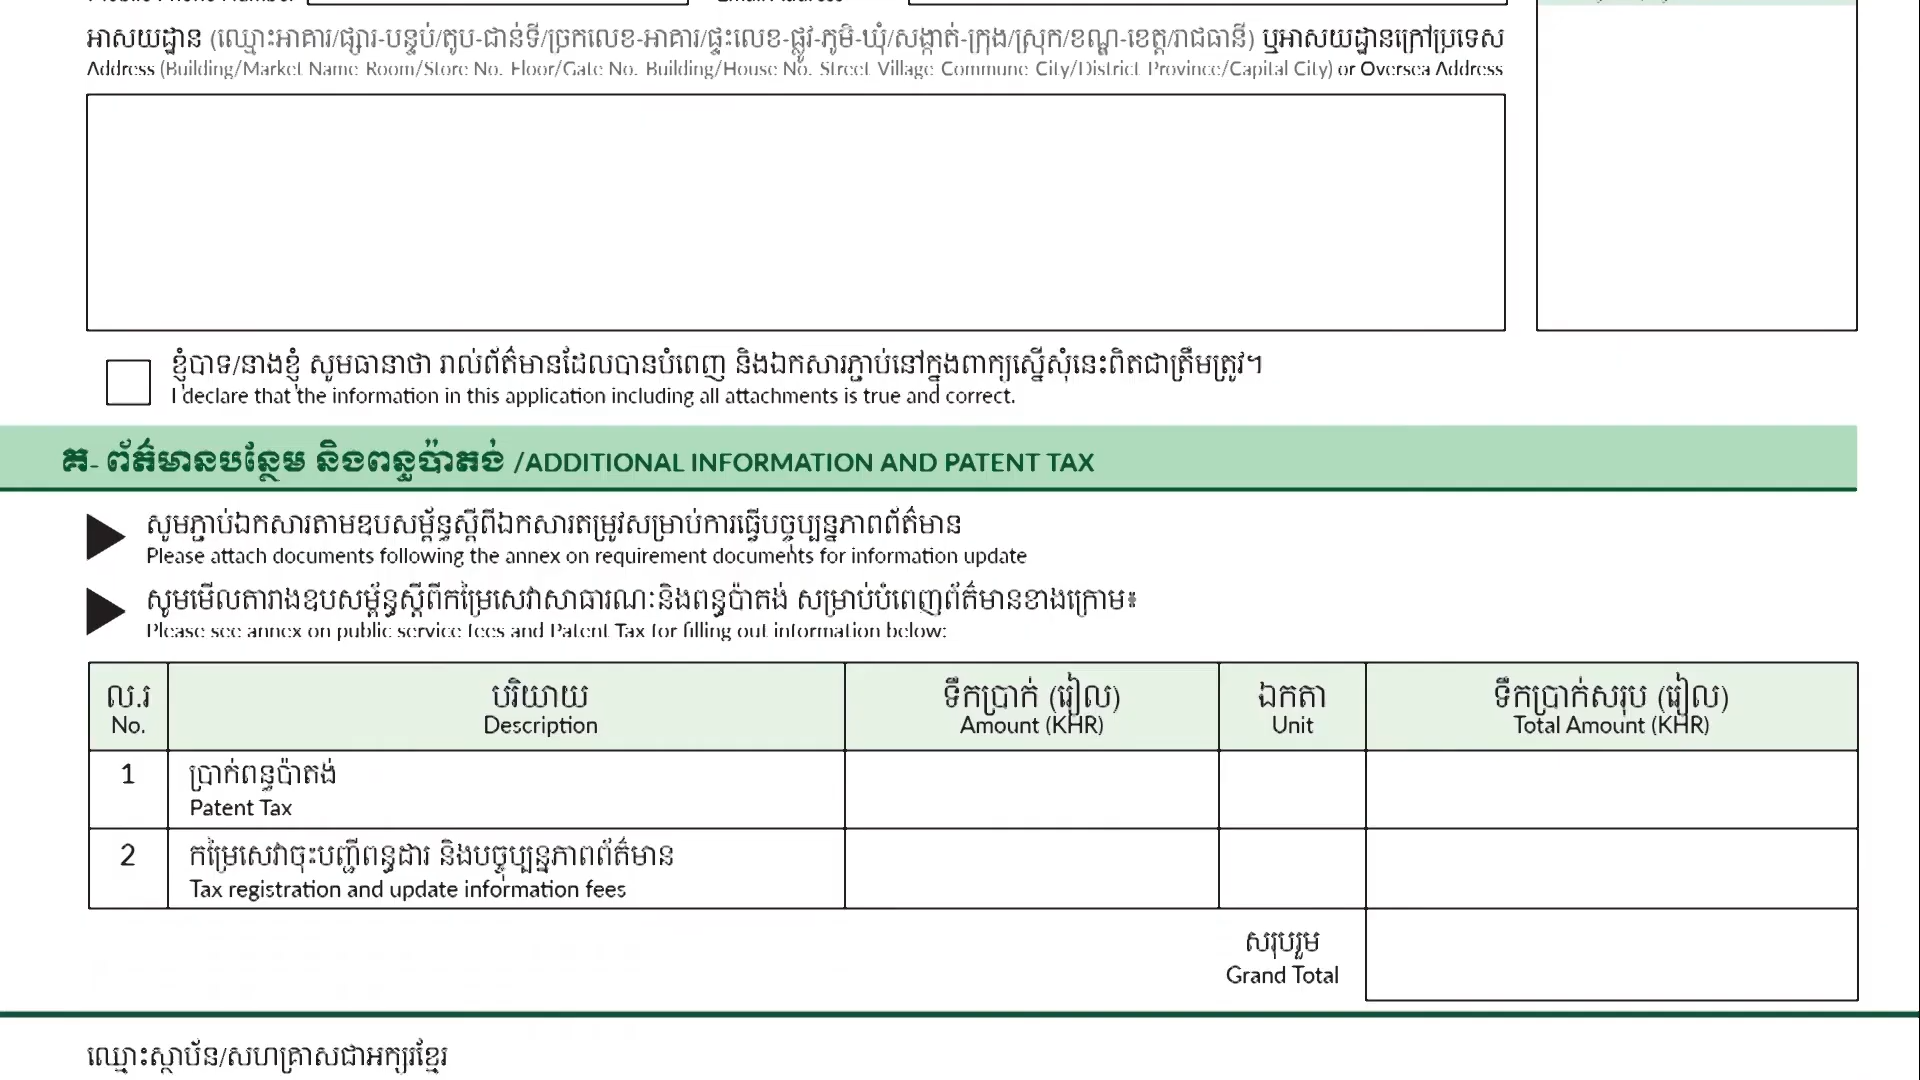 អាសយដ្ឋាន (ឈ្មោះអាគារ/ផ្សារ-បន្ទប់/តូប-ជាន់ទី/ច្រកលេខ-អាគារ/ផ្ទះលេខ-ផ្លូវ-ភូមិ-ឃុំ/សង្កាត់-ក្រុង/ស្រុក/ខណ្ឌ-ខេត្ត/រាជធានី) ឬអាសយដ្ឋានក្រៅប្រទេស
Address (Building/Market Name Room/Store No. Floor/Gate No. Building/House No. Street Village Commune City/District Province/Capital City) or Oversea Address
ខ្ញុំបាទ/នាងខ្ញុំ សូមធានាថា រាល់ព័ត៌មានដែលបានបំពេញ និងឯកសារភ្ជាប់នៅក្នុងពាក្យស្នើសុំនេះពិតជាត្រឹមត្រូវ។
I declare that the information in this application including all attachments is true and correct.
គ- ព័ត៌មានបន្ថែម និងពន្ធប៉ាតង់ /ADDITIONAL INFORMATION AND PATENT TAX
សូមភ្ជាប់ឯកសារតាមឧបសម្ព័ន្ធស្តីពីឯកសារតម្រូវសម្រាប់ការធ្វើបច្ចុប្បន្នភាពព័ត៌មាន
Please attach documents following the annex on requirement documents for information update
សូមមើលតារាងឧបសម្ព័ន្ធស្តីពីកម្រៃសេវាសាធារណៈនិងពន្ធប៉ាតង់ សម្រាប់បំពេញព័ត៌មានខាងក្រោម៖
Please see annex on public service fees and Patent Tax for filling out information below:
ល.រ បរិយាយ ទឹកប្រាក់ (រៀល) ឯកតា ទឹកប្រាក់សរុប (រៀល)
No. Description Amount (KHR) Unit Total Amount (KHR)
1 ប្រាក់ពន្ធប៉ាតង់
Patent Tax
2 កម្រៃសេវាចុះបញ្ជីពន្ធដារ និងបច្ចុប្បន្នភាពព័ត៌មាន
Tax registration and update information fees
សរុបរួម
Grand Total
ឈ្មោះស្ថាប័ន/សហគ្រាសជាអក្សរខ្មែរ